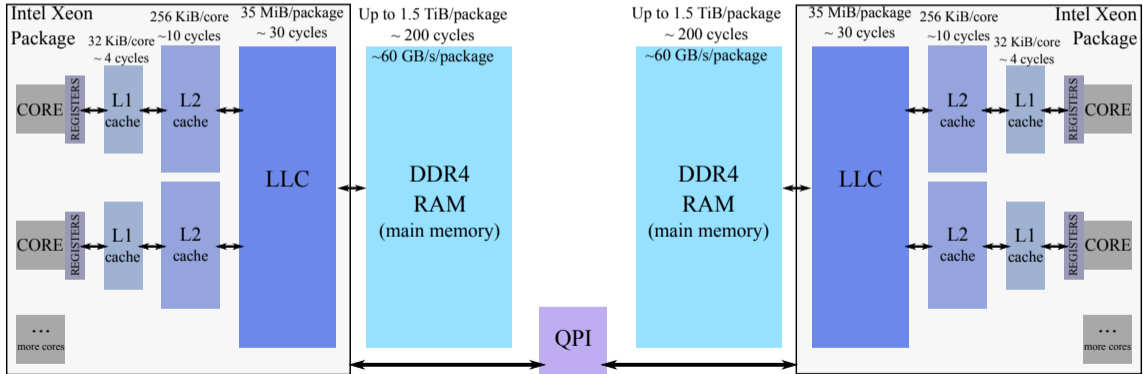 Intel Xeon
Package
32 KiB/core
~ 4 cycles
256 KiB/core
~10 cycles
35 MiB/package
~ 30 cycles
Up to 1.5 TiB/package
~ 200 cycles
~60 GB/s/package
CORE
REGISTERS
L1
cache
L2
cache
LLC
DDR4
RAM
(main memory)
CORE
REGISTERS
L1
cache
L2
cache
...
more cores
QPI
Up to 1.5 TiB/package
~ 200 cycles
~60 GB/s/package
35 MiB/package
~ 30 cycles
256 KiB/core
~10 cycles
32 KiB/core
~ 4 cycles
Intel Xeon
Package
DDR4
RAM
(main memory)
LLC
L2
cache
L1
cache
REGISTERS
CORE
L2
cache
L1
cache
REGISTERS
CORE
...
more cores